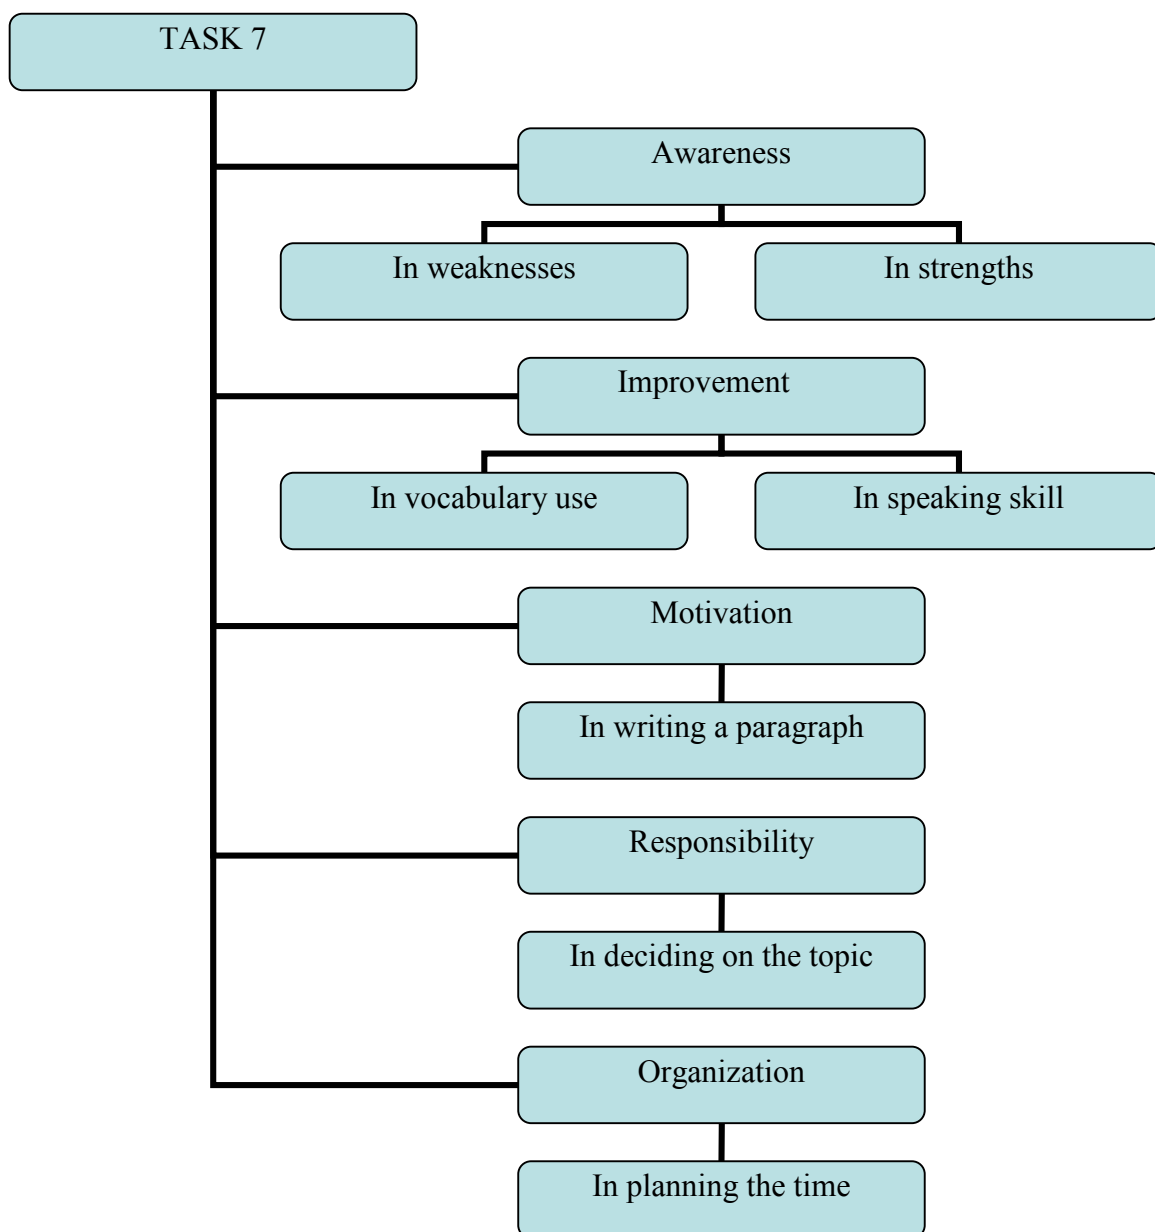 TASK 7
Awareness
In weaknesses
In strengths
Improvement
In vocabulary use
In speaking skill
Motivation
In writing a paragraph
Responsibility
In deciding on the topic
Organization
In planning the time